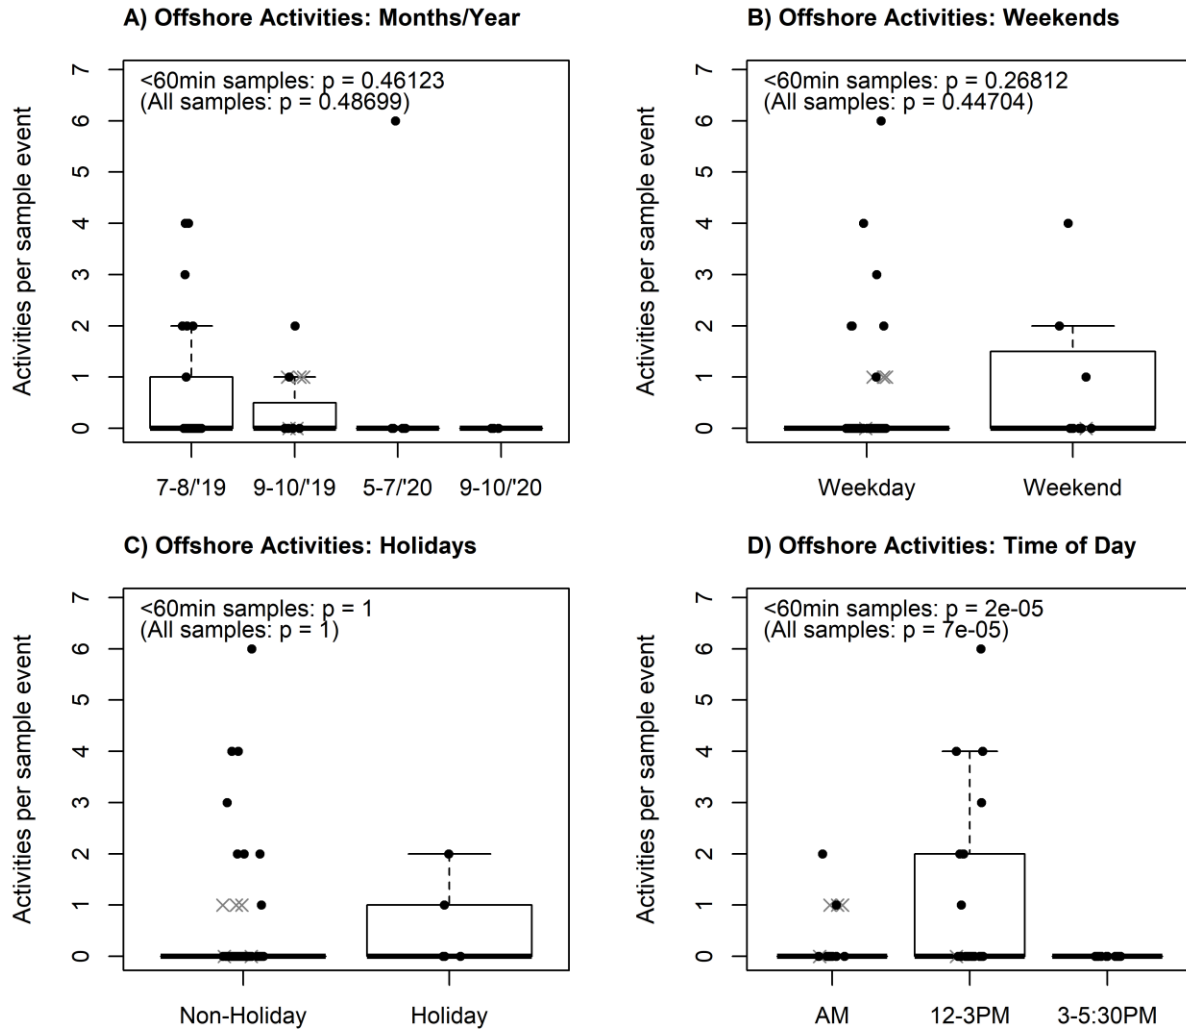 A) Offshore Activities: Months/Year
<60min samples: p = 0.46123
(All samples: p = 0.48699)
Activities per sample event
7
6
5
4
3
2
1
0
7-8/'19 9-10/'19 5-7/'20 9-10/'20
B) Offshore Activities: Weekends
<60min samples: p = 0.26812
(All samples: p = 0.44704)
Activities per sample event
7
6
5
4
3
2
1
0
Weekday Weekend
C) Offshore Activities: Holidays
<60min samples: p = 1
(All samples: p = 1)
Activities per sample event
7
6
5
4
3
2
1
0
Non-Holiday Holiday
D) Offshore Activities: Time of Day
<60min samples: p = 2e-05
(All samples: p = 7e-05)
Activities per sample event
7
6
5
4
3
2
1
0
AM 12-3PM 3-5:30PM